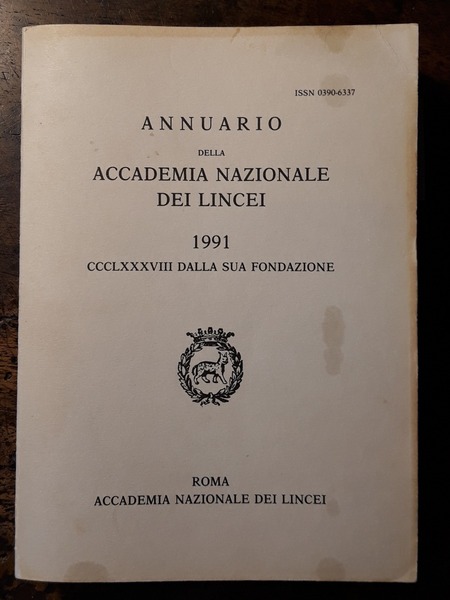 ISSN 0390-6337
ANNUARIO
DELLA
ACCADEMIA NAZIONALE
DEI LINCEI
1991
CCCLXXXVIII DALLA SUA FONDAZIONE
ROMA
ACCADEMIA NAZIONALE DEI LINCEI